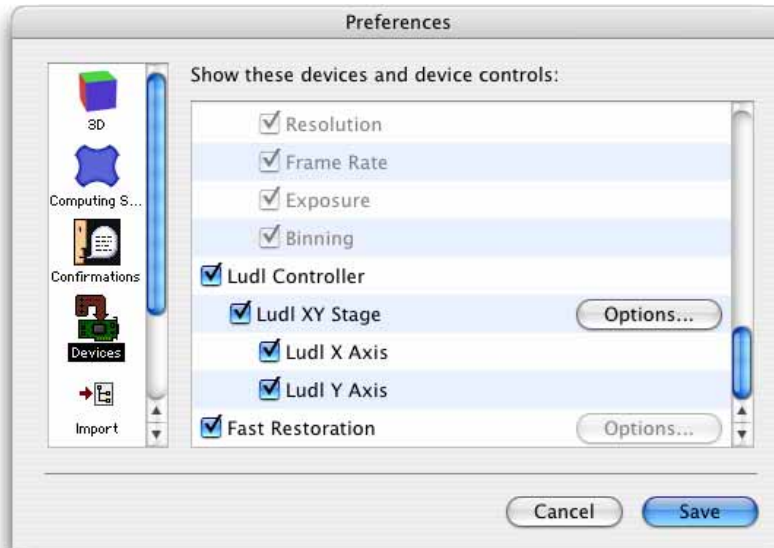 Preferences
Show these devices and device controls:
3D
Computing S...
Confirmations
Devices
Import
Resolution
Frame Rate
Exposure
Binning
Ludl Controller
Ludl XY Stage Options...
Ludl X Axis
Ludl Y Axis
Fast Restoration Options...
Cancel Save